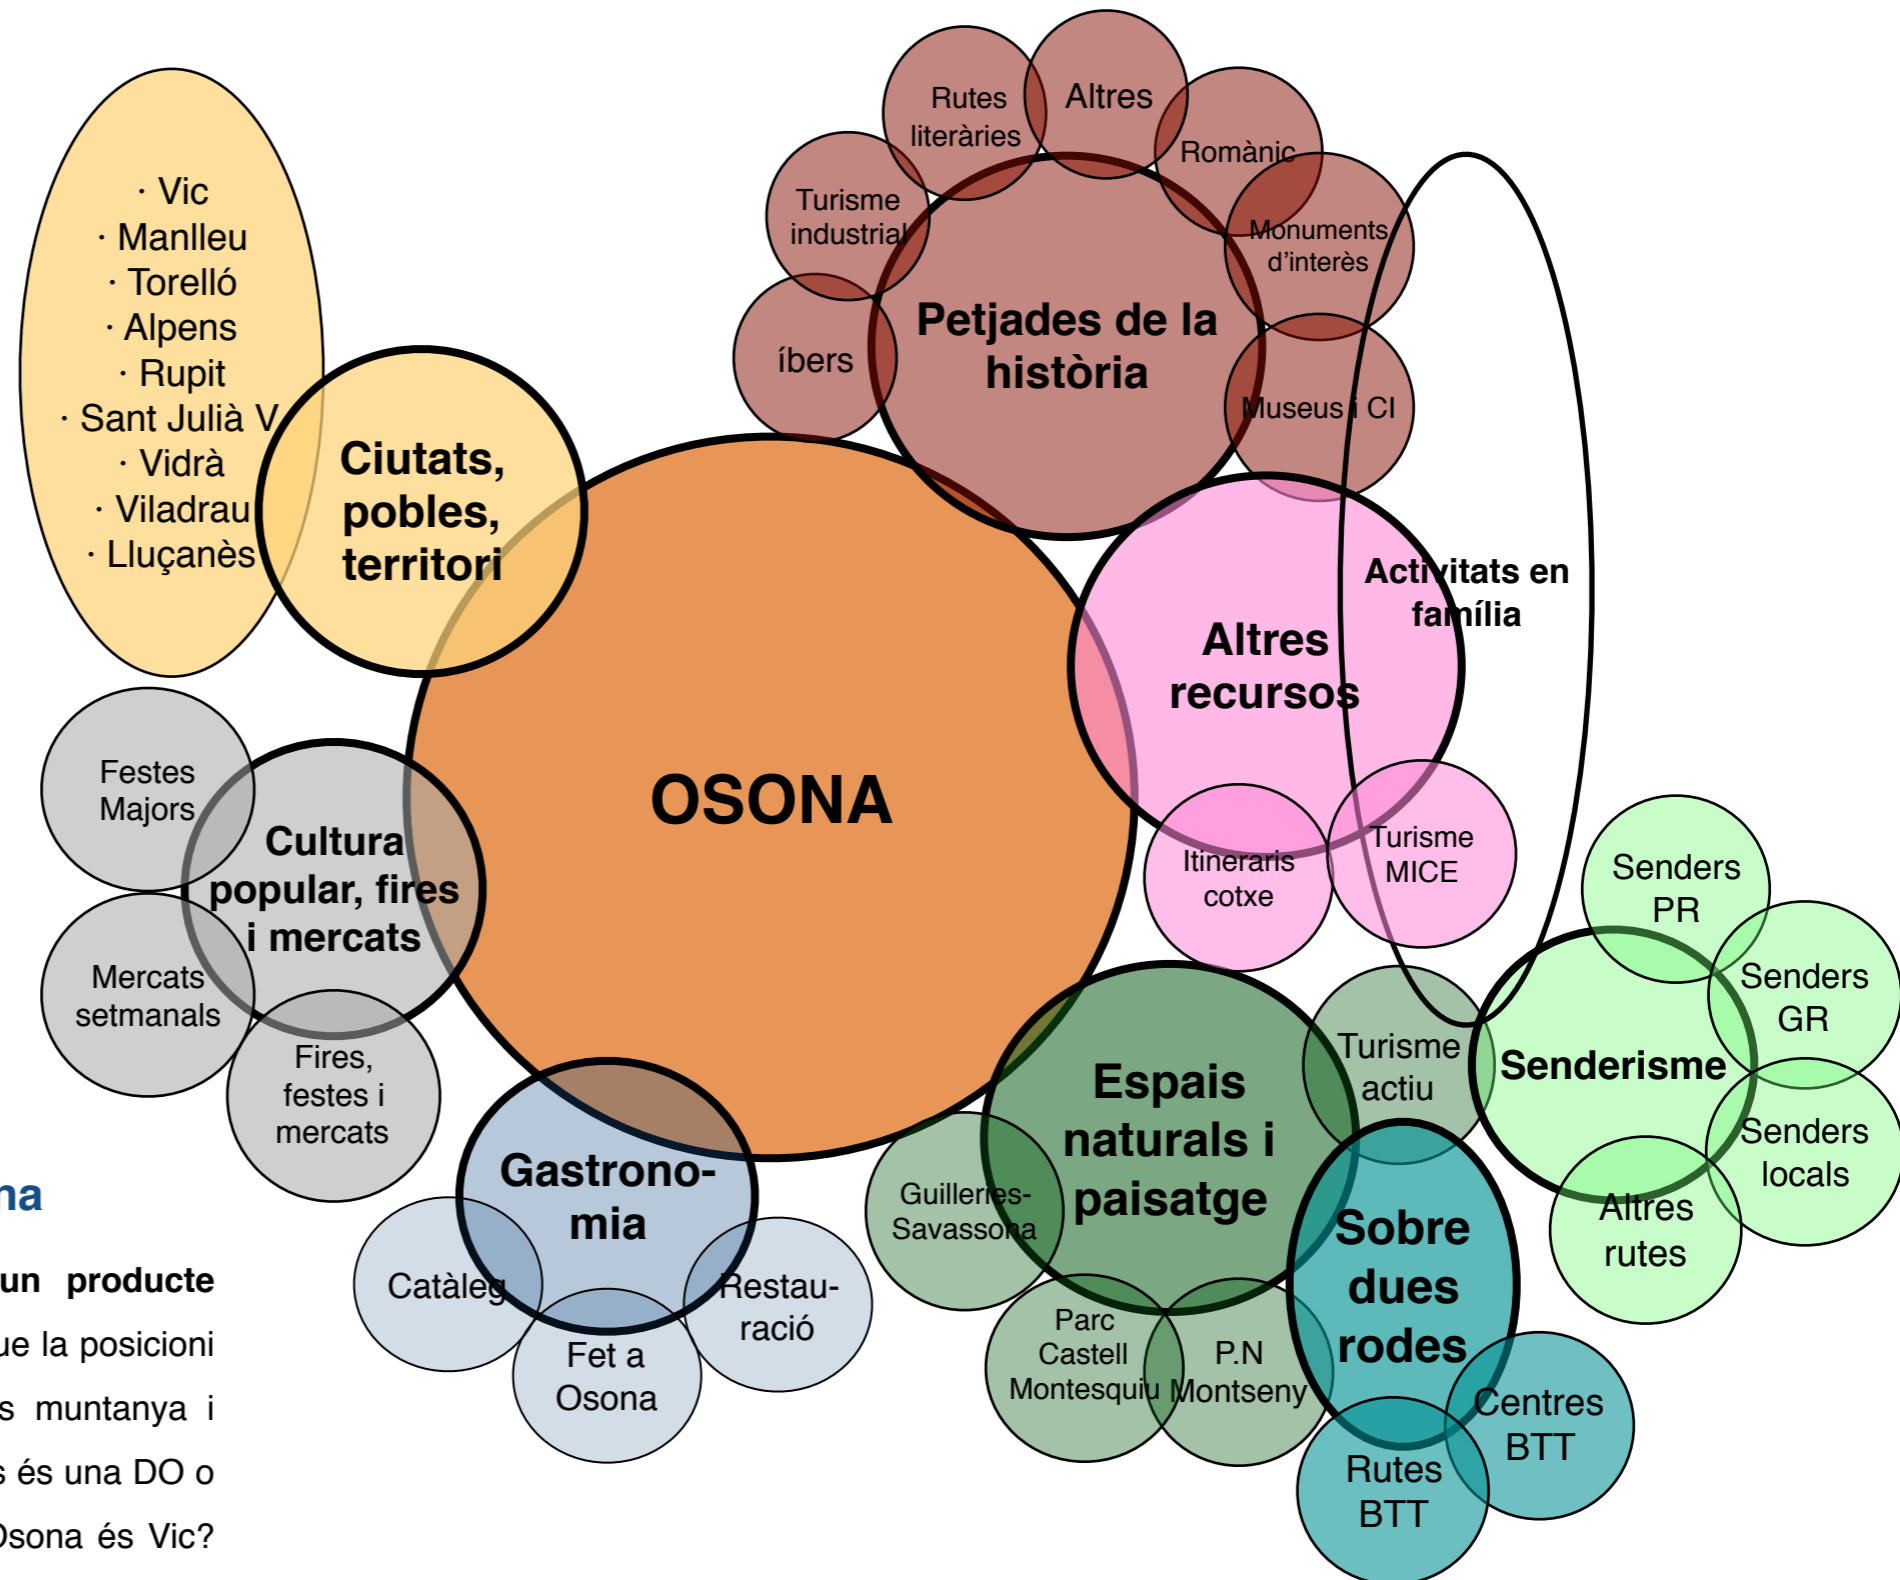 Rutes
literàries
Altres
Romànic
Turisme
industrial
Monuments
d'interès
íbers
Petjades de la
història
Museus i CI
· Vic
· Manlleu
· Torelló
· Alpens
· Rupit
· Sant Julià V.
· Vidrà
· Viladrau
· Lluçanès
Ciutats,
pobles,
territori
Activitats en
família
Altres
recursos
OSONA
Festes
Majors
Cultura
popular, fires
i mercats
Mercats
setmanals
Fires,
festes i
mercats
Itineraris
cotxe
Turisme
MICE
Senders
PR
Senders
GR
Senderisme
Senders
locals
Altres
rutes
Turisme
actiu
Espais
naturals i
paisatge
Guilleries-
Savassona
Parc
Castell
Montesquiu
P.N
Montseny
Sobre
dues
rodes
Centres
BTT
Rutes
BTT
Gastrono-
mia
Catàleg
Fet a
Osona
Restau-
ració
un producte
la posicioni
muntanya i
és una DO o
Osona és Vic?